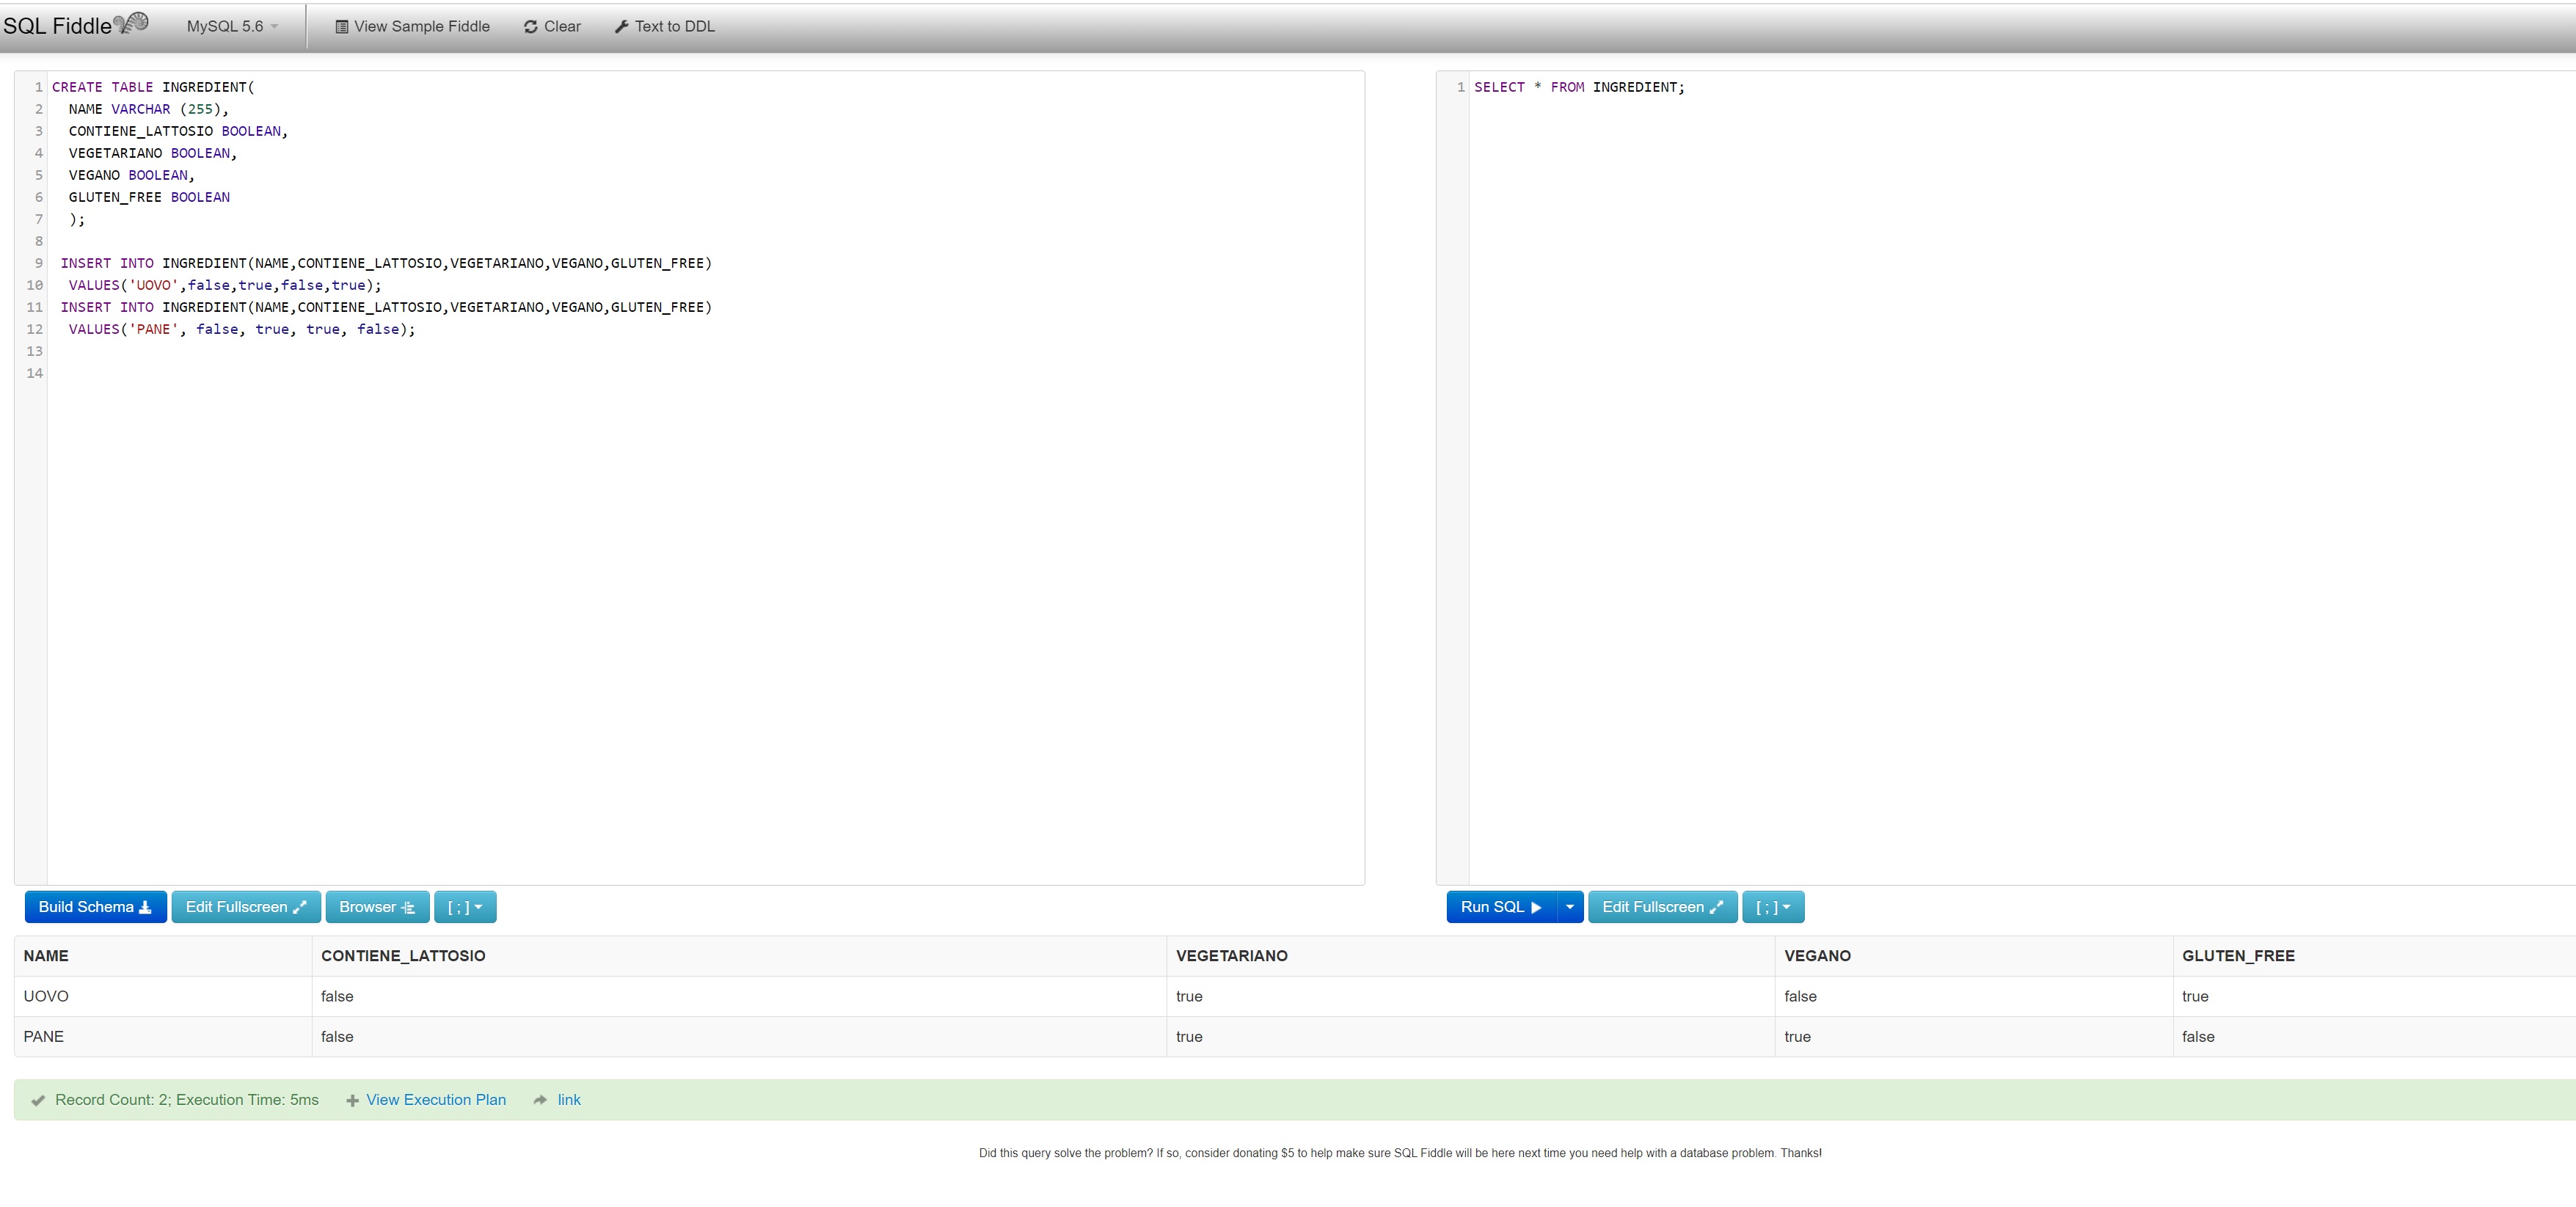 SQL Fiddle MySQL 5.6 View Sample Fiddle Clear Text to DDL
1 CREATE TABLE INGREDIENT(
2 NAME VARCHAR (255),
3 CONTIENE_LATTOSIO BOOLEAN,
4 VEGETARIANO BOOLEAN,
5 VEGANO BOOLEAN,
6 GLUTEN_FREE BOOLEAN
7 );
8
9 INSERT INTO INGREDIENT(NAME,CONTIENE_LATTOSIO,VEGETARIANO,VEGANO,GLUTEN_FREE)
10 VALUES('UOVO',false,true,false,true);
11 INSERT INTO INGREDIENT(NAME,CONTIENE_LATTOSIO,VEGETARIANO,VEGANO,GLUTEN_FREE)
12 VALUES('PANE', false, true, true, false);
13
14
1 SELECT * FROM INGREDIENT;
Build Schema Edit Fullscreen Browser [ ; ]
Run SQL Edit Fullscreen [ ; ]
NAME CONTIENE_LATTOSIO VEGETARIANO VEGANO GLUTEN_FREE
UOVO false true false true
PANE false true true false
Record Count: 2; Execution Time: 5ms View Execution Plan link
Did this query solve the problem? If so, consider donating $5 to help make sure SQL Fiddle will be here next time you need help with a database problem. Thanks!